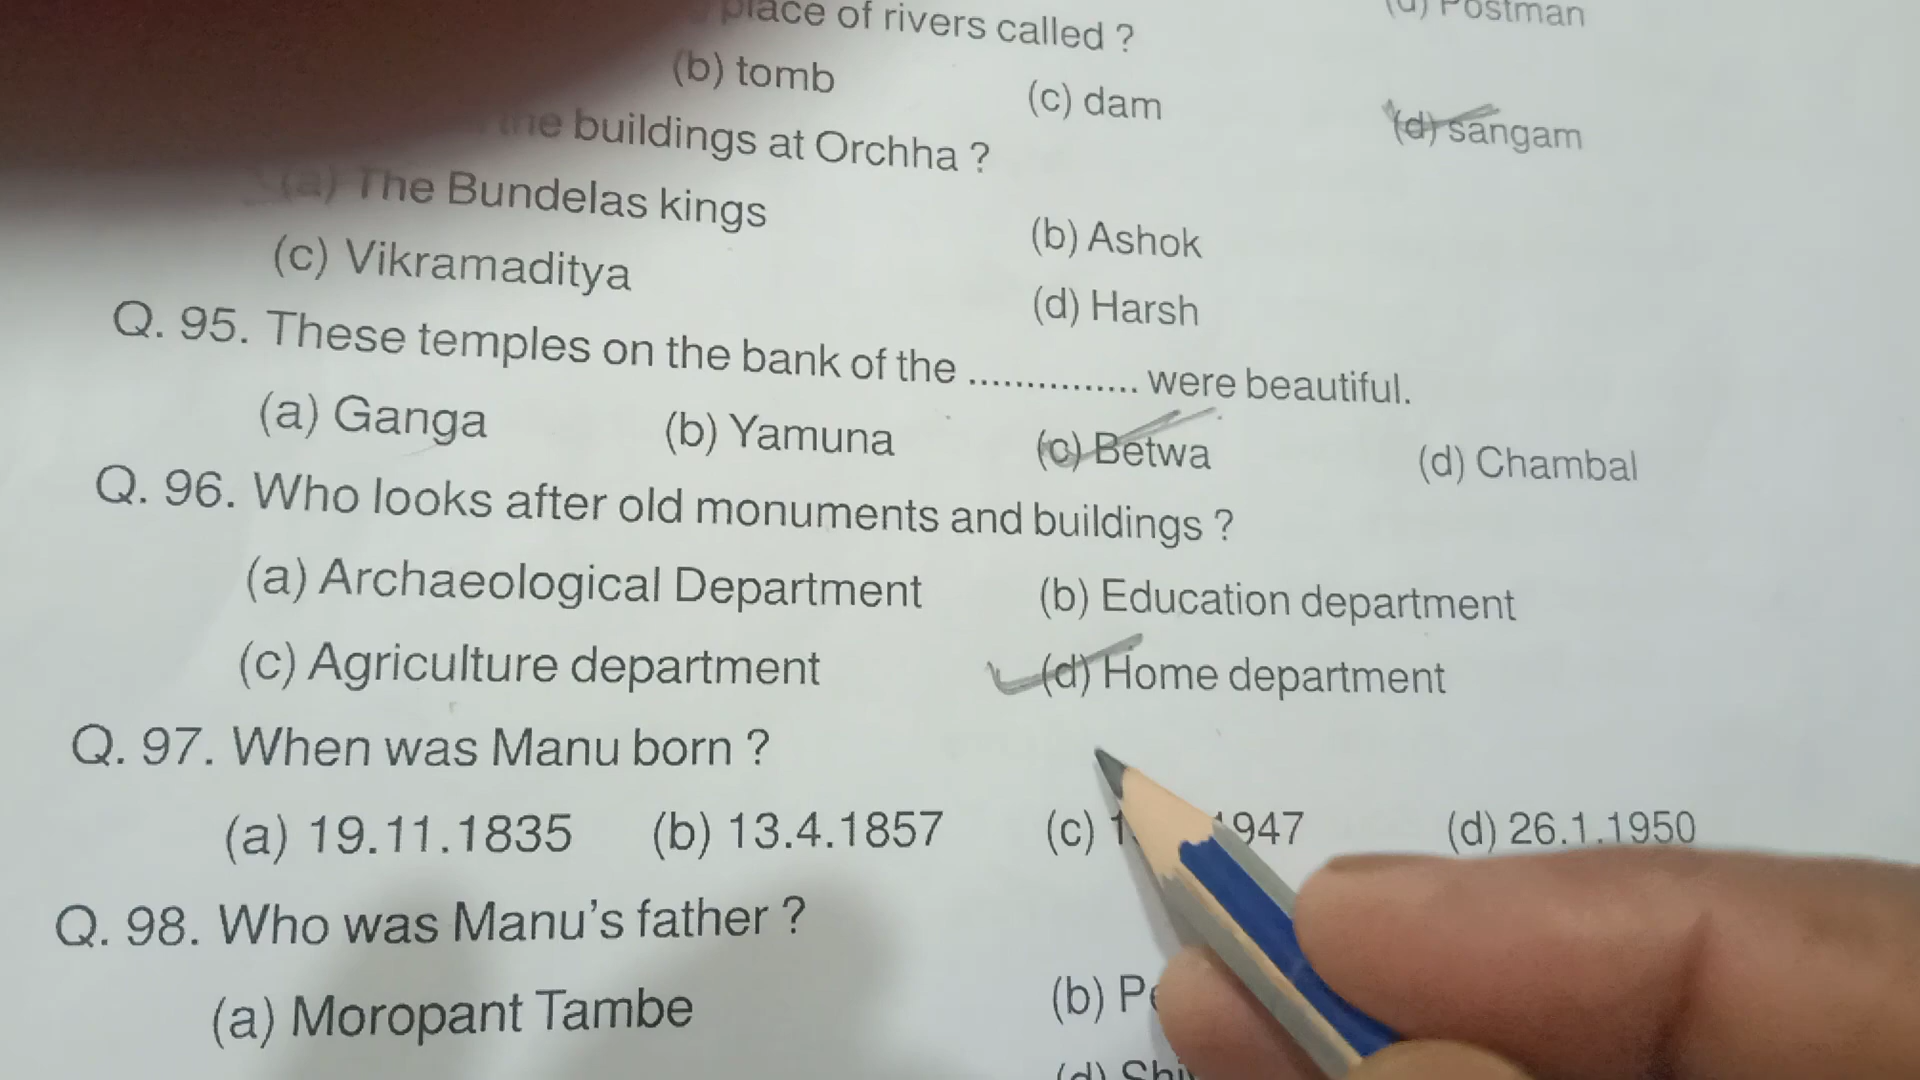 place of rivers called ?
(d) Postman
(b) tomb (c) dam (d) sangam
the buildings at Orchha ?
(a) The Bundelas kings (b) Ashok
(c) Vikramaditya (d) Harsh
Q. 95. These temples on the bank of the ............... were beautiful.
(a) Ganga (b) Yamuna (c) Betwa (d) Chambal
Q. 96. Who looks after old monuments and buildings ?
(a) Archaeological Department (b) Education department
(c) Agriculture department (d) Home department
Q. 97. When was Manu born ?
(a) 19.11.1835 (b) 13.4.1857 (c) 1947 (d) 26.1.1950
Q. 98. Who was Manu's father ?
(a) Moropant Tambe (b)
(d)